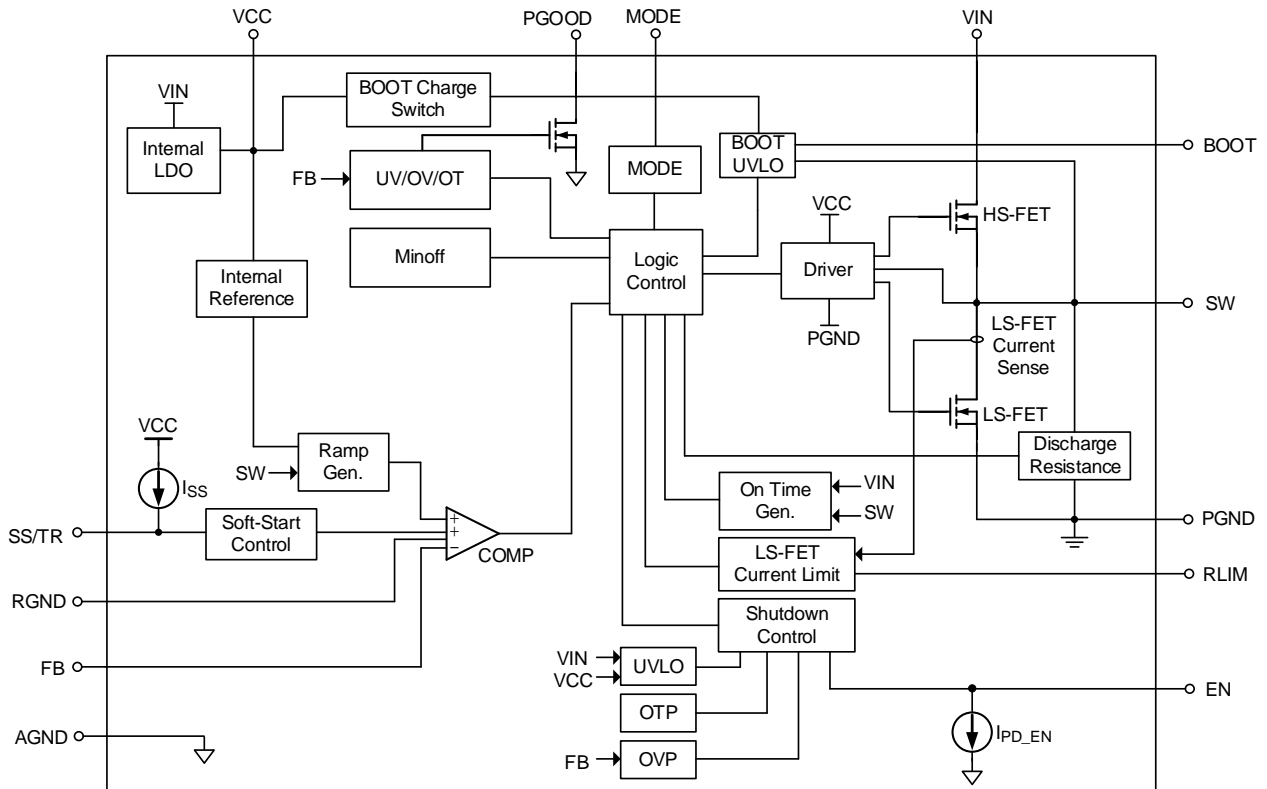 VCC
PGOOD
MODE
VIN
VIN
BOOT Charge
Switch
Internal
LDO
BOOT
UVLO
BOOT
FB
UV/OV/OT
MODE
VCC
HS-FET
Minoff
Logic
Control
Driver
Internal
Reference
SW
PGND
LS-FET
Current
Sense
LS-FET
VCC
Ramp
Gen.
SW
Discharge
Resistance
ISS
On Time
Gen.
VIN
SW
SS/TR
Soft-Start
Control
+
+
−
COMP
PGND
LS-FET
Current Limit
RLIM
RGND
Shutdown
Control
FB
VIN
VCC
UVLO
EN
OTP
AGND
IPD_EN
FB
OVP